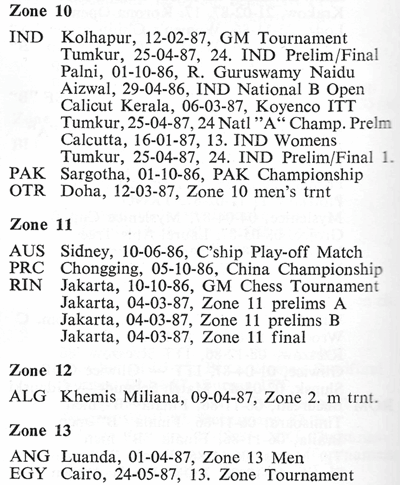 Zone 10
IND Kolhapur, 12-02-87, GM Tournament
Tumkur, 25-04-87, 24. IND Prelim/Final
Palni, 01-10-86, R. Guruswamy Naidu
Aizwal, 29-04-86, IND National B Open
Calicut Kerala, 06-03-87, Koyenco ITT
Tumkur, 25-04-87, 24 Natl "A" Champ. Prelm
Calcutta, 16-01-87, 13. IND Womens
Tumkur, 25-04-87, 24. IND Prelim/Final 1.
PAK Sargotha, 01-10-86, PAK Championship
OTR Doha, 12-03-87, Zone 10 men's trnt
Zone 11
AUS Sidney, 10-06-86, C'ship Play-off Match
PRC Chongging, 05-10-86, China Championship
RIN Jakarta, 10-10-86, GM Chess Tournament
Jakarta, 04-03-87, Zone 11 prelims A
Jakarta, 04-03-87, Zone 11 prelims B
Jakarta, 04-03-87, Zone 11 final
Zone 12
ALG Khemis Miliana, 09-04-87, Zone 2. m trnt.
Zone 13
ANG Luanda, 01-04-87, Zone 13 Men
EGY Cairo, 24-05-87, 13. Zone Tournament